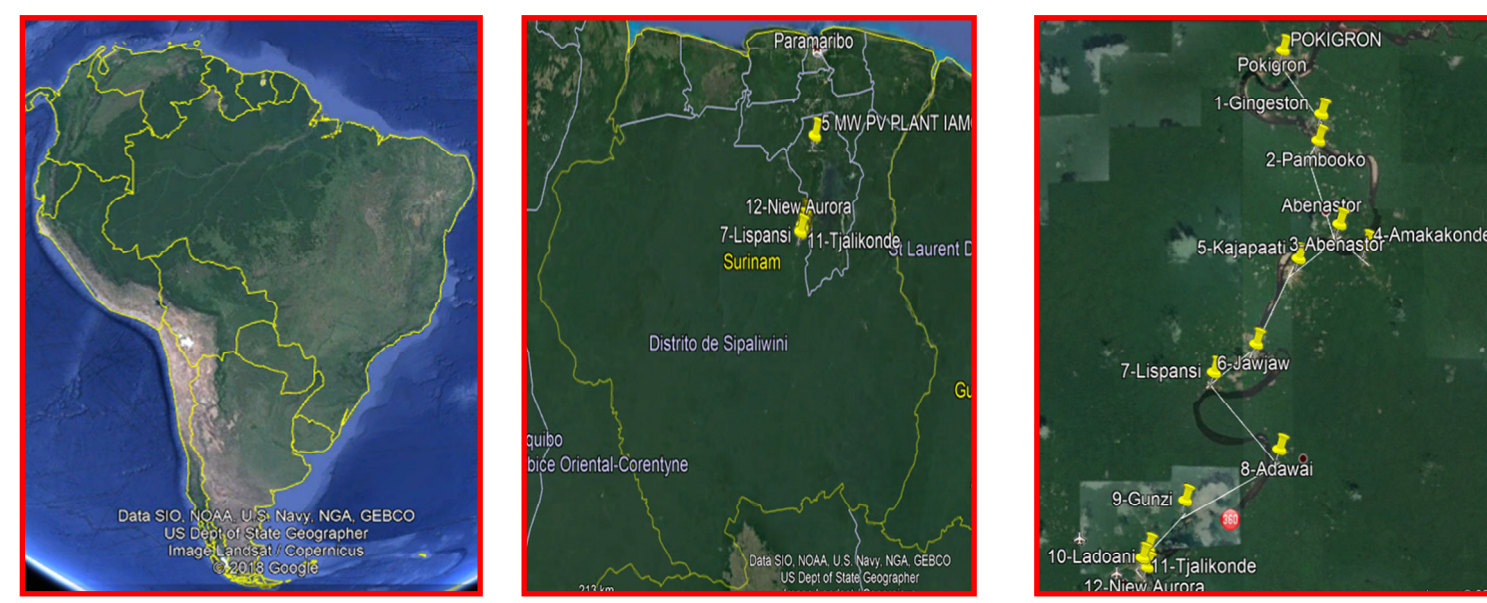 Data SIO, NOAA, U.S. Navy, NGA, GEBCO
US Dept of State Geographer
Image Landsat / Copernicus
© 2018 Google
Paramaribo
5 MW PV PLANT IAM
12-Niew Aurora
7-Lispansi
11-Tjalikonde
St Laurent D
Surinam
Distrito de Sipaliwini
Gu
quibo
bice Oriental-Corentyne
Data SIO, NOAA, U.S. Navy, NGA, GEBCO
US Dept of State Geographer
213 km
POKIGRON
Pokigron
1-Gingeston
2-Pambooko
Abenastor
4-Amakakonde
5-Kajapaati
3-Abenastor
6-Jawjaw
7-Lispansi
8-Adawai
9-Gunzi
360
10-Ladoani
11-Tjalikonde
12-Niew Aurora